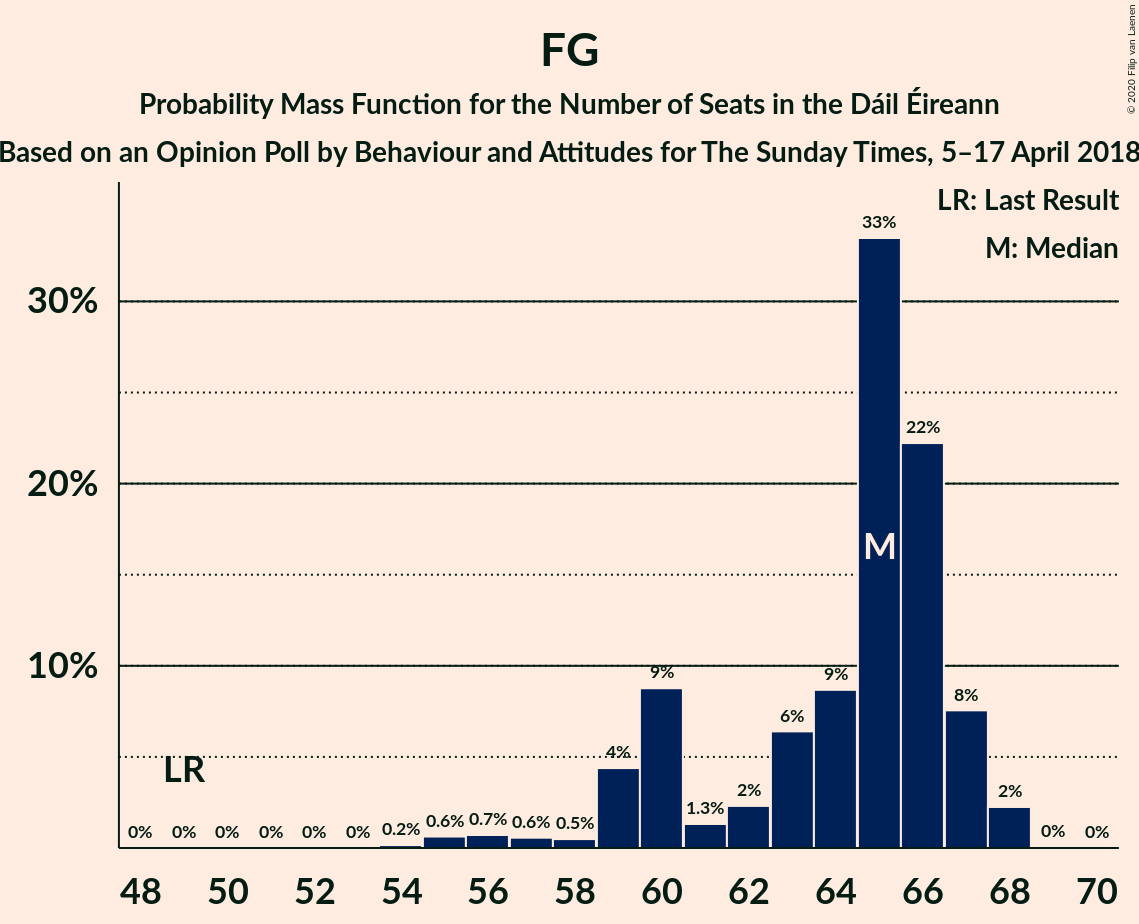 FG
Probability Mass Function for the Number of Seats in the Dáil Éireann
Based on an Opinion Poll by Behaviour and Attitudes for The Sunday Times, 5–17 April 2018
© 2020 Filip van Laenen
LR: Last Result
M: Median
30%
20%
10%
LR
M
0%
0%
0%
0%
0%
0%
0.2%
0.6%
0.7%
0.6%
0.5%
4%
9%
1.3%
2%
6%
9%
33%
22%
8%
2%
0%
0%
48 50 52 54 56 58 60 62 64 66 68 70